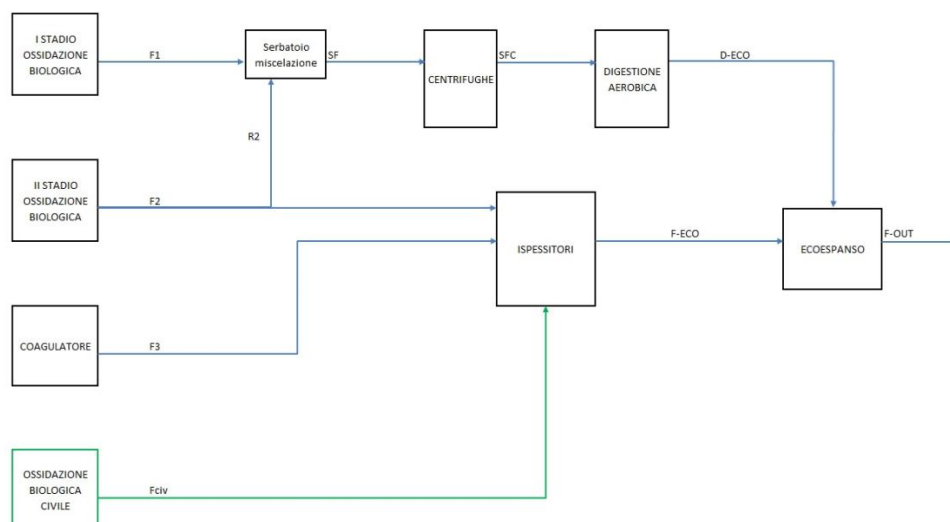 I STADIO
OSSIDAZIONE
BIOLOGICA
F1
Serbatoio
miscelazione
SF
CENTRIFUGHE
SFC
DIGESTIONE
AEROBICA
D-ECO
R2
II STADIO
OSSIDAZIONE
BIOLOGICA
F2
ISPESSITORI
F-ECO
ECOESPANSO
F-OUT
COAGULATORE
F3
OSSIDAZIONE
BIOLOGICA
CIVILE
Fciv